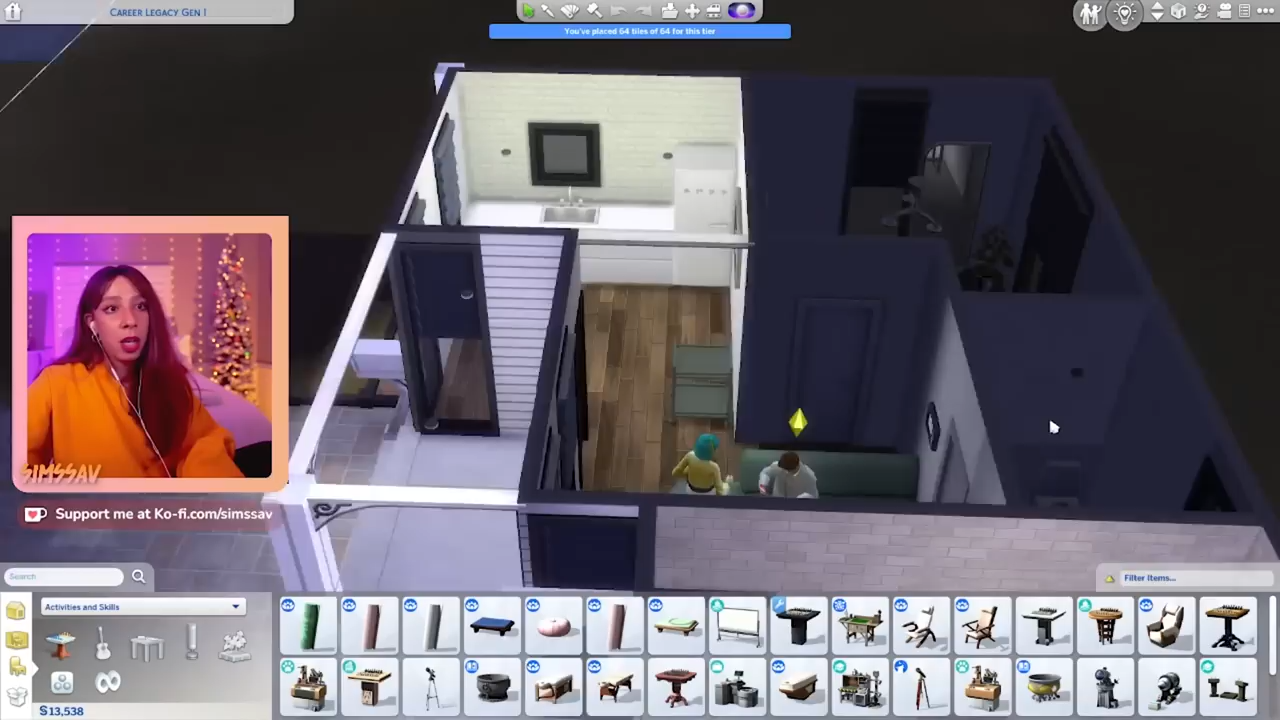 CAREER LEGACY GEN I
You've placed 64 tiles of 64 for this tier
SIMSSAV
Support me at Ko-fi.com/simssav
Search
Filter Items...
Activities and Skills
$13,538